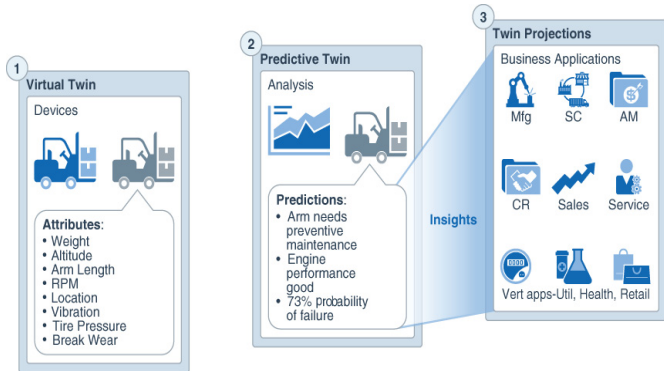 1
Virtual Twin
Devices
Attributes:
• Weight
• Altitude
• Arm Length
• RPM
• Location
• Vibration
• Tire Pressure
• Break Wear
2
Predictive Twin
Analysis
Predictions:
• Arm needs
preventive
maintenance
• Engine
performance
good
• 73% probability
of failure
Insights
3
Twin Projections
Business Applications
Mfg SC AM
$
CR Sales Service
Vert apps-Util, Health, Retail